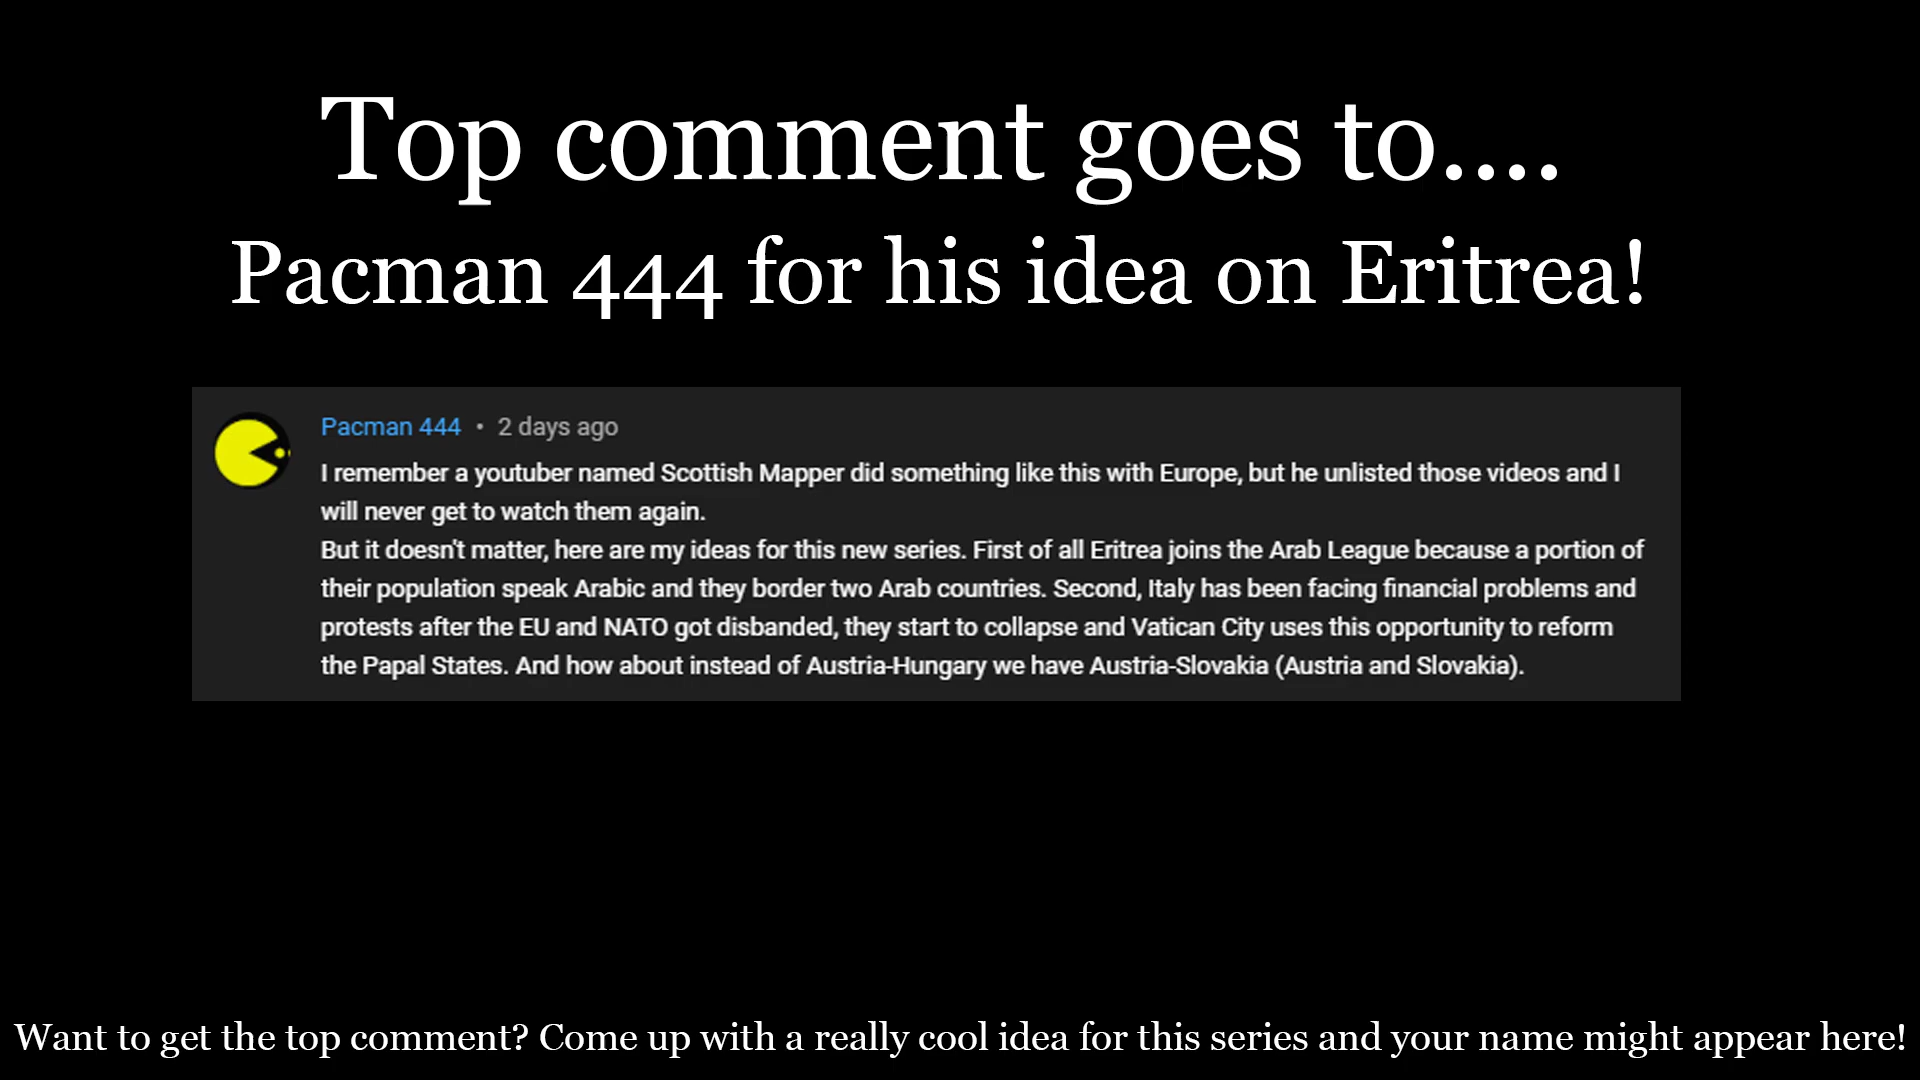 Top comment goes to....
Pacman 444 for his idea on Eritrea!
Pacman 444 • 2 days ago
I remember a youtuber named Scottish Mapper did something like this with Europe, but he unlisted those videos and I
will never get to watch them again.
But it doesn't matter, here are my ideas for this new series. First of all Eritrea joins the Arab League because a portion of
their population speak Arabic and they border two Arab countries. Second, Italy has been facing financial problems and
protests after the EU and NATO got disbanded, they start to collapse and Vatican City uses this opportunity to reform
the Papal States. And how about instead of Austria-Hungary we have Austria-Slovakia (Austria and Slovakia).
Want to get the top comment? Come up with a really cool idea for this series and your name might appear here!